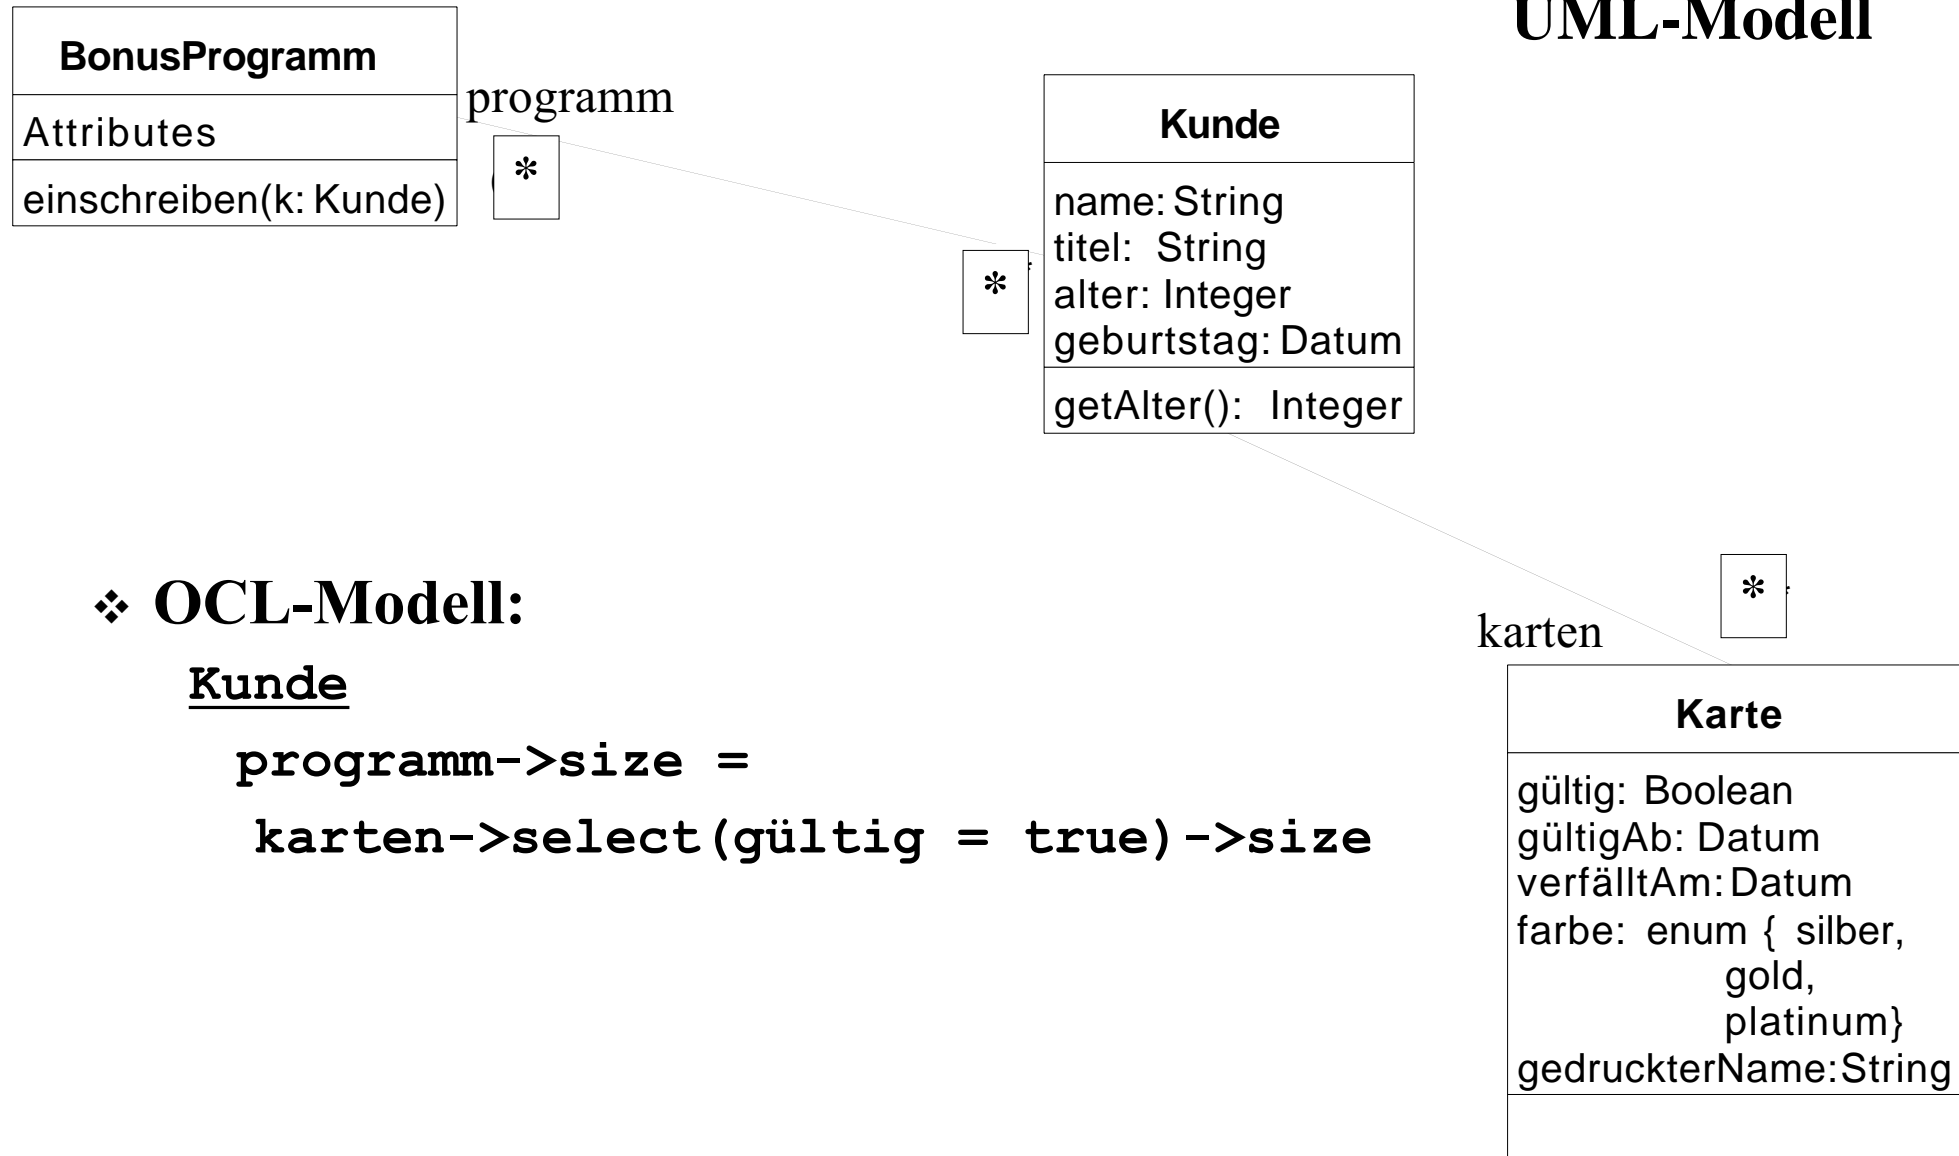 UML-Modell
BonusProgramm
Attributes
einschreiben(k: Kunde)
programm
*
*
Kunde
name: String
titel: String
alter: Integer
geburtstag: Datum
getAlter(): Integer
❖ OCL-Modell:
Kunde
programm->size =
karten->select(gültig = true)->size
*
karten
Karte
gültig: Boolean
gültigAb: Datum
verfälltAm: Datum
farbe: enum { silber,
gold,
platinum}
gedruckterName:String